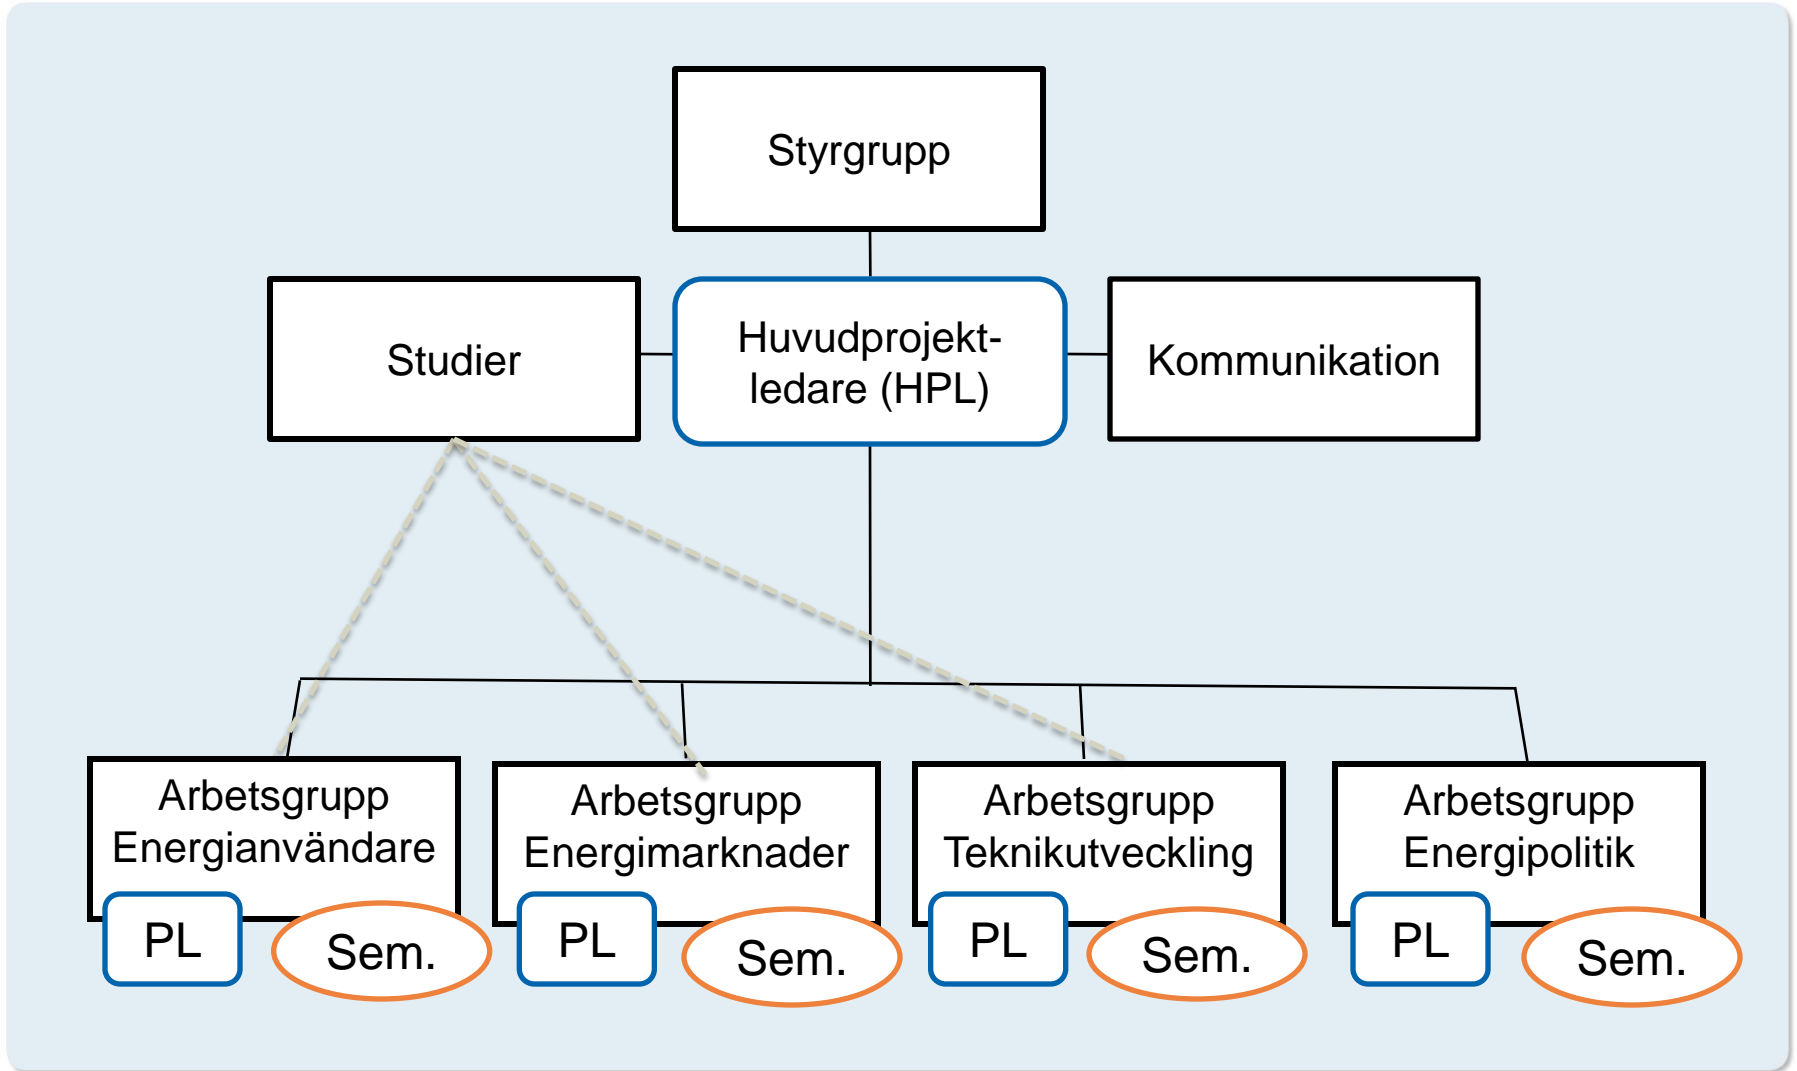 Styrgrupp
Studier
Huvudprojekt-
ledare (HPL)
Kommunikation
Arbetsgrupp
Energianvändare
PL
Sem.
Arbetsgrupp
Energimarknader
PL
Sem.
Arbetsgrupp
Teknikutveckling
PL
Sem.
Arbetsgrupp
Energipolitik
PL
Sem.